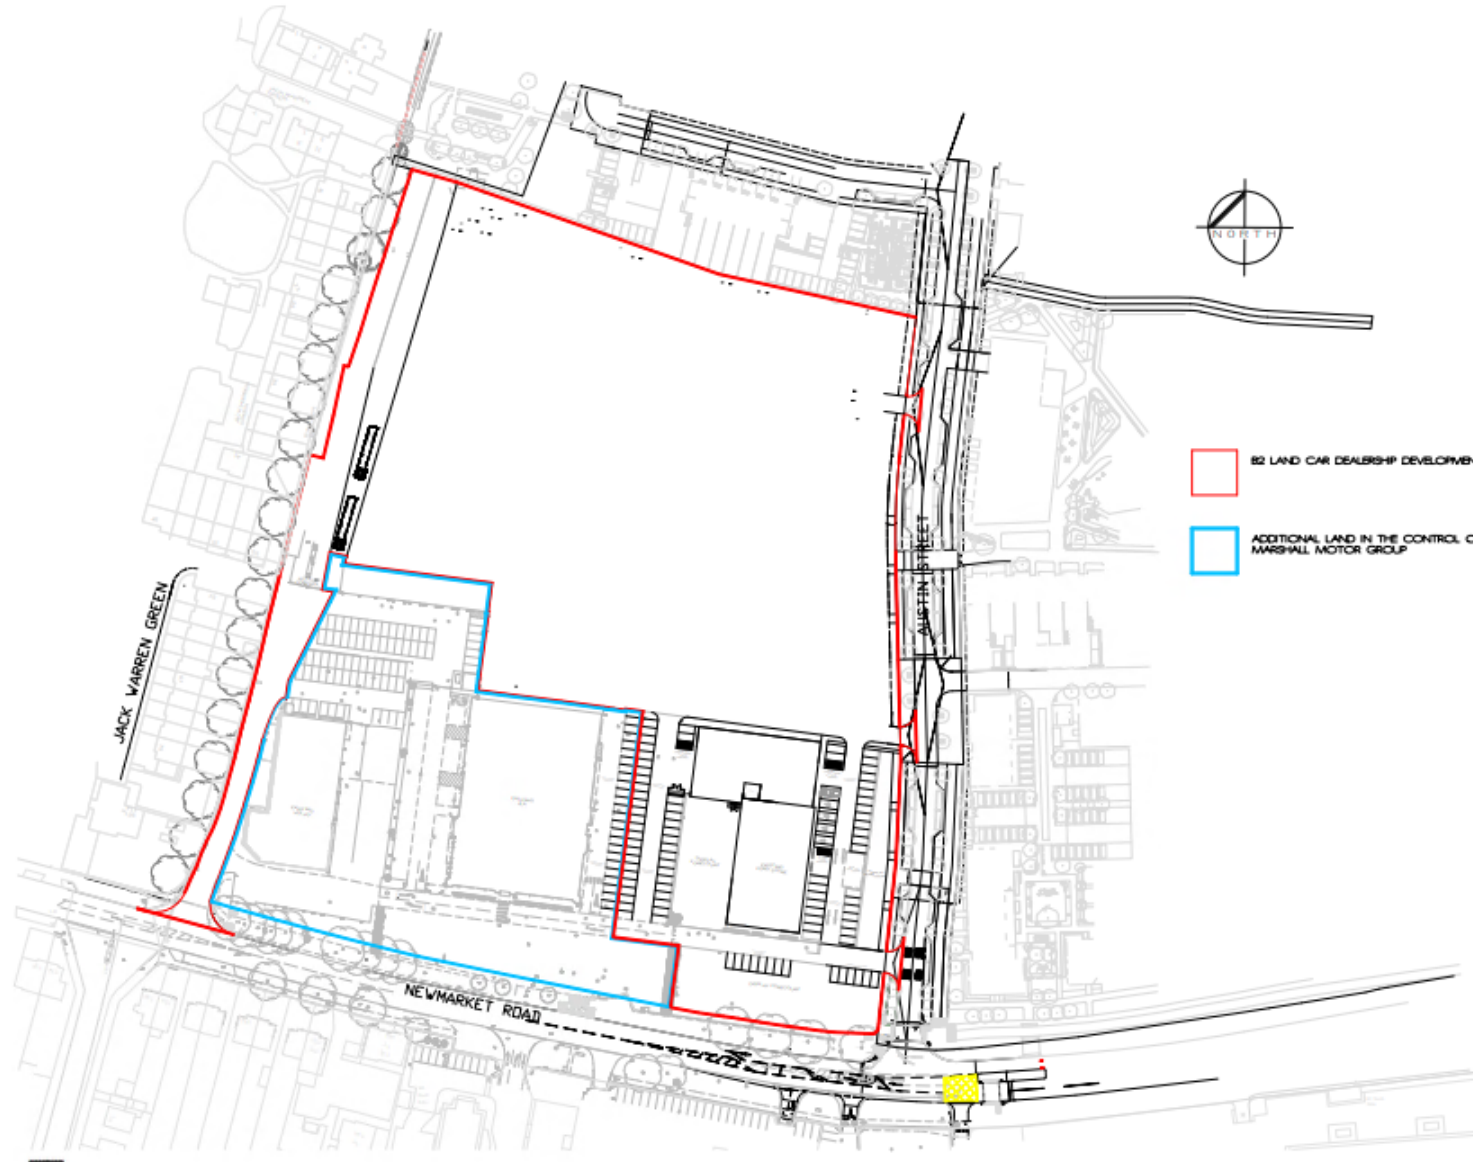 NORTH
B2 LAND CAR DEALERSHIP DEVELOPMEN
ADDITIONAL LAND IN THE CONTROL O
MARSHALL MOTOR GROUP
AUSTIN STREET
JACK WARREN GREEN
NEWMARKET ROAD